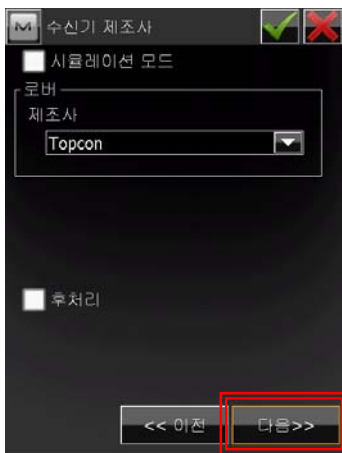 수신기 제조사
시율레이션 모드
로버
제조사
Topcon
후처리
<< 이전
다음>>